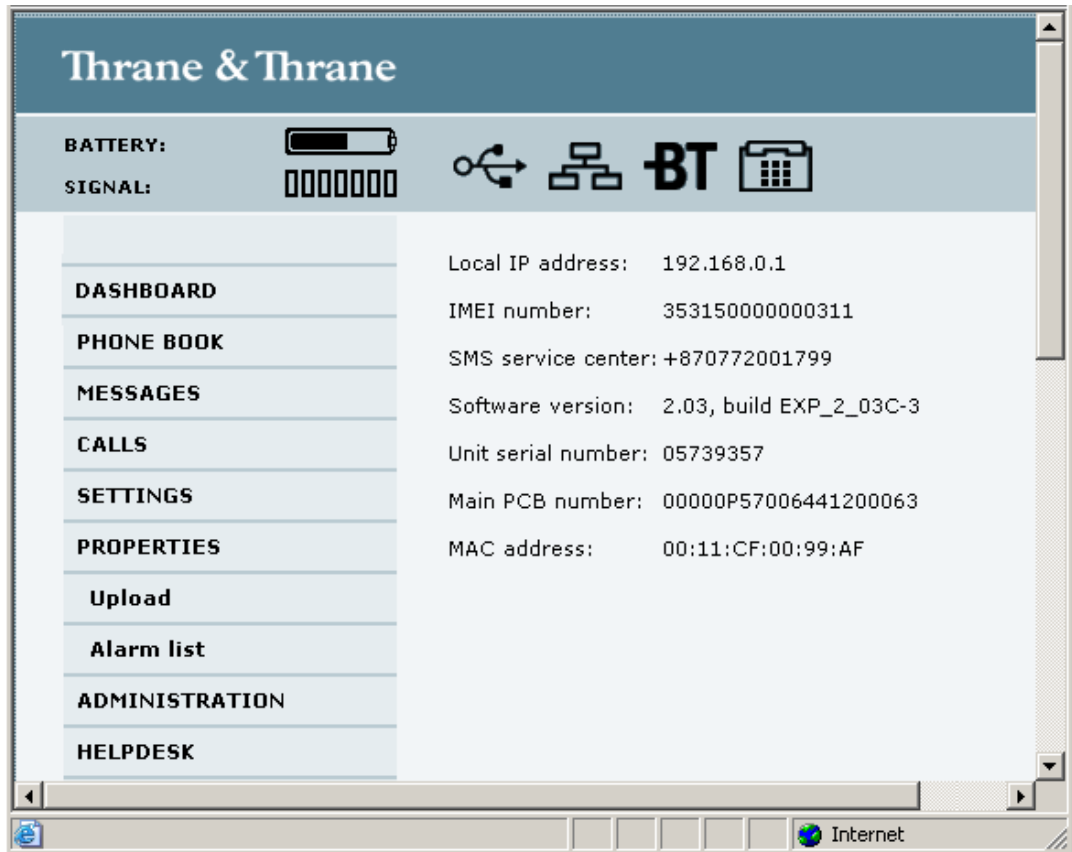 Thrane & Thrane
BATTERY:
SIGNAL:
BT
DASHBOARD
PHONE BOOK
MESSAGES
CALLS
SETTINGS
PROPERTIES
Upload
Alarm list
ADMINISTRATION
HELPDESK
Local IP address: 192.168.0.1
IMEI number: 353150000000311
SMS service center: +870772001799
Software version: 2.03, build EXP_2_03C-3
Unit serial number: 05739357
Main PCB number: 00000P57006441200063
MAC address: 00:11:CF:00:99:AF
Internet